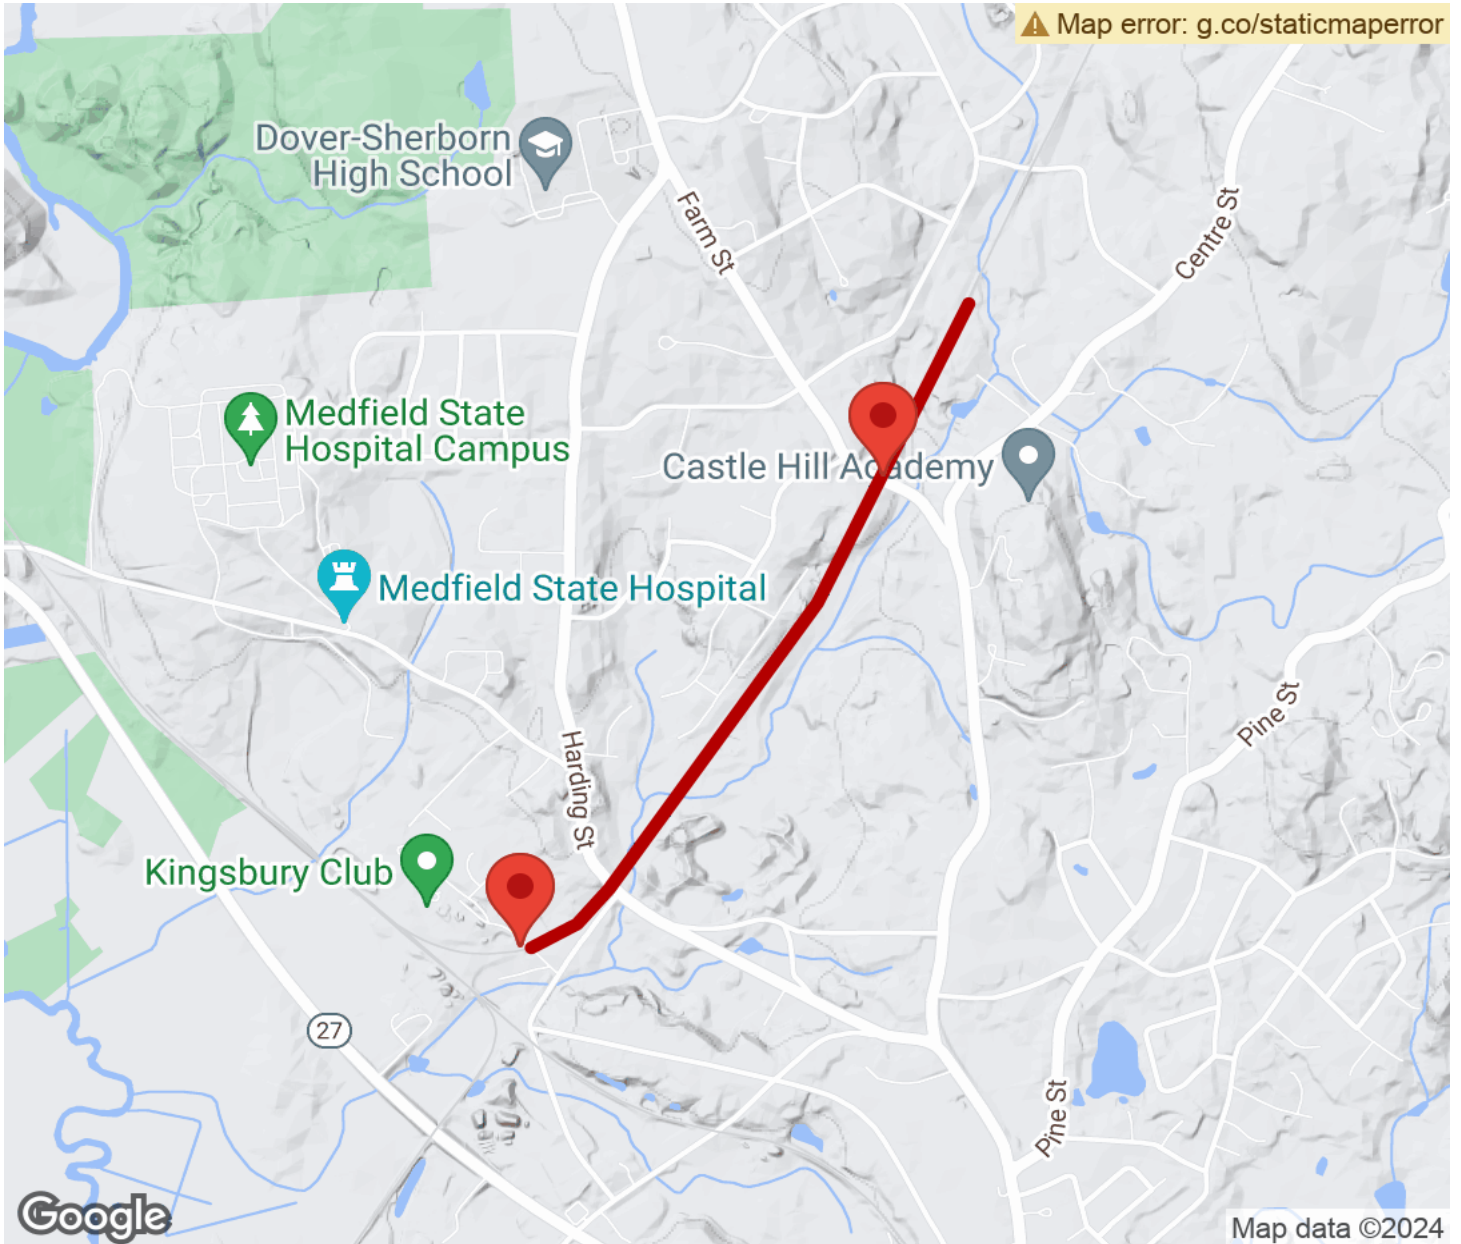 Map error: g.co/staticmaperror
Dover-Sherborn
High School
Farm St
Centre St
Medfield State
Hospital Campus
Castle Hill Academy
Medfield State Hospital
Pine St
Harding St
Kingsbury Club
27
Pine St
Google
Map data ©2024